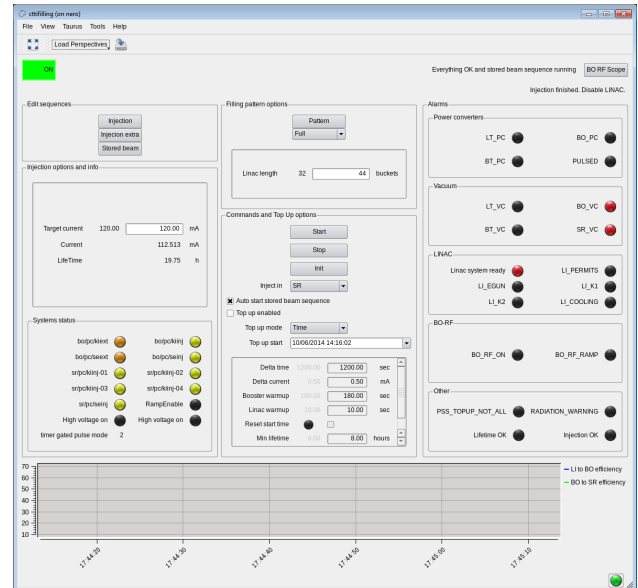 cttifilling (on nero)
File View Taurus Tools Help
Load Perspectives
ON
Everything OK and stored beam sequence running
BO RF Scope
Injection finished. Disable LINAC.
Edit sequences
Injection
Injecion extra
Stored beam
Injection options and info
Target current 120.00 120.00 mA
Current 112.513 mA
LifeTime 19.75 h
Systems status
bo/pc/kiext bo/pc/kiinj
bo/pc/seext bo/pc/seinj
sr/pc/kiinj-01 sr/pc/kiinj-02
sr/pc/kiinj-03 sr/pc/kiinj-04
sr/pc/seinj RampEnable
High voltage on High voltage on
timer gated pulse mode 2
Filling pattern options
Pattern
Full
Linac length 32 44 buckets
Commands and Top Up options
Start
Stop
Init
Inject in SR
Auto start stored beam sequence
Top up enabled
Top up mode Time
Top up start 10/06/2014 14:16:02
Delta time 1200.00 1200.00 sec
Delta current 0.50 0.50 mA
Booster warmup 180.00 180.00 sec
Linac warmup 10.00 10.00 sec
Reset start time
Min lifetime 8.00 8.00 hours
Alarms
Power converters
LT_PC BO_PC
BT_PC PULSED
Vacuum
LT_VC BO_VC
BT_VC SR_VC
LINAC
Linac system ready LI_PERMITS
LI_EGUN LI_K1
LI_K2 LI_COOLING
BO-RF
BO_RF_ON BO_RF_RAMP
Other
PSS_TOPUP_NOT_ALL RADIATION_WARNING
Lifetime OK Injection OK
70
60
50
40
30
20
10
17:44:20 17:44:30 17:44:40 17:44:50 17:45:00 17:45:10
LI to BO efficiency
BO to SR efficiency